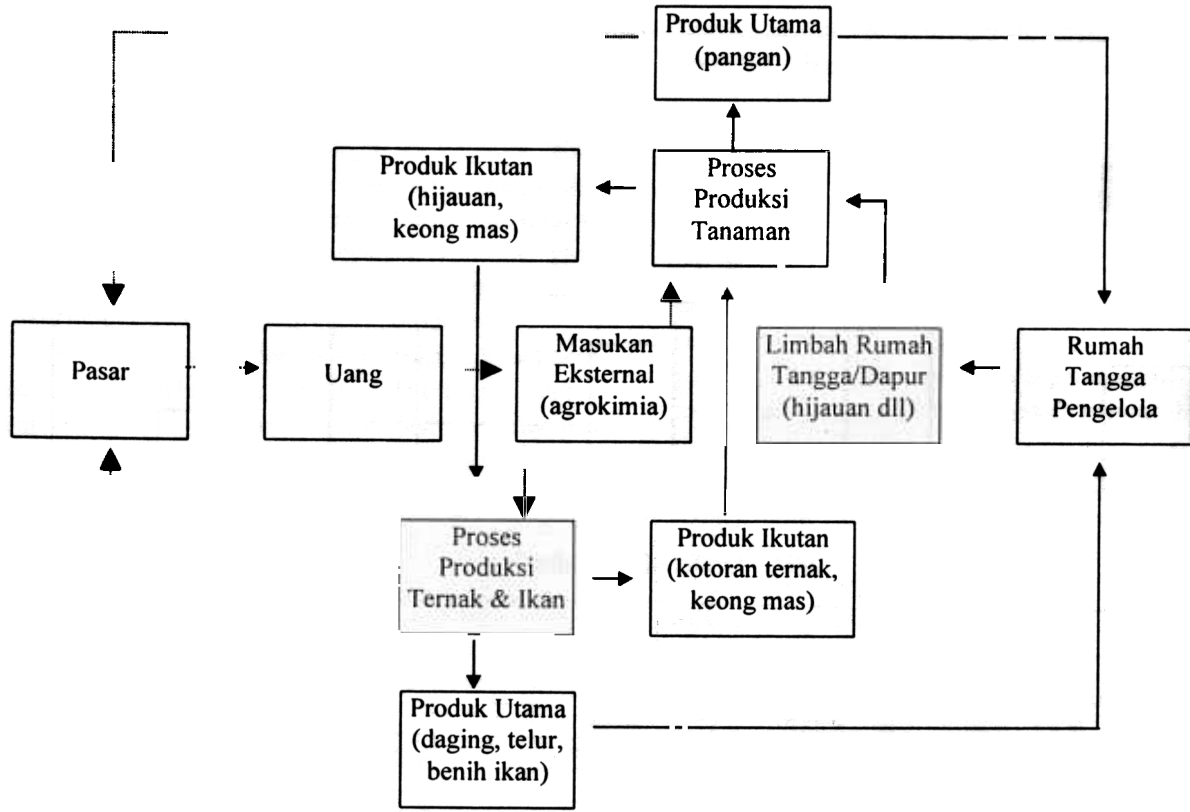 Produk Utama
(pangan)
Produk Ikutan
(hijauan,
keong mas)
Proses
Produksi
Tanaman
Pasar
Uang
Masukan
Eksternal
(agrokimia)
Limbah Rumah
Tangga/Dapur
(hijauan dll)
Rumah
Tangga
Pengelola
Proses
Produksi
Ternak & Ikan
Produk Ikutan
(kotoran ternak,
keong mas)
Produk Utama
(daging, telur,
benih ikan)